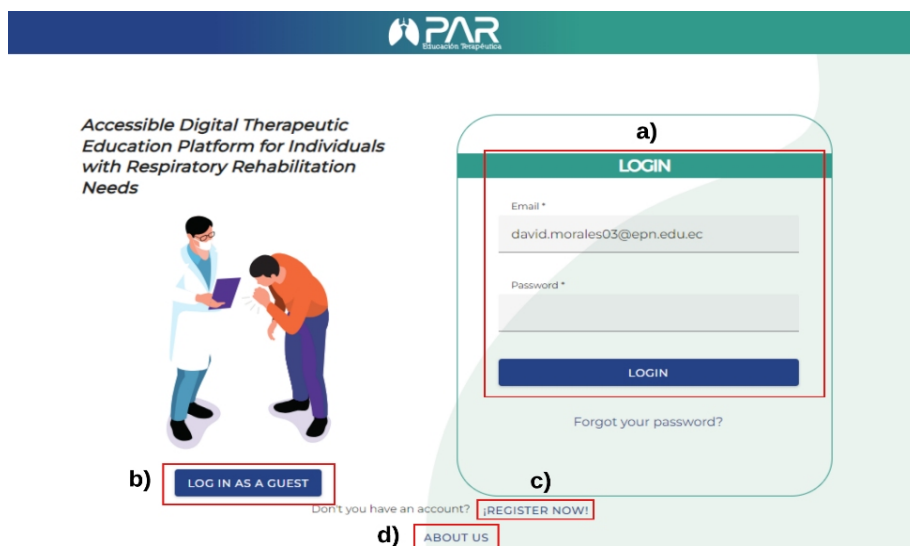 PAR
Educación Terapéutica
Accessible Digital Therapeutic
Education Platform for Individuals
with Respiratory Rehabilitation
Needs
a)
LOGIN
Email *
david.morales03@epn.edu.ec
Password *
LOGIN
Forgot your password?
b)
LOG IN AS A GUEST
c)
Don't you have an account? ¡REGISTER NOW!
d)
ABOUT US